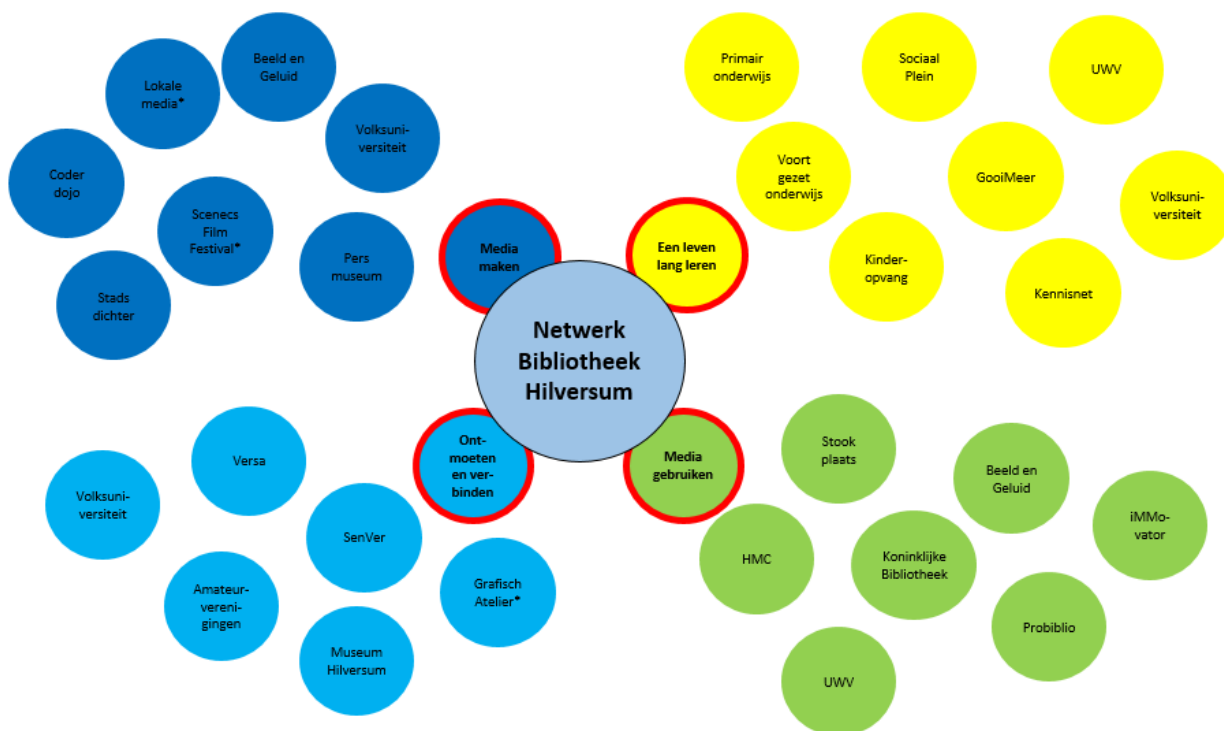 Beeld en
Geluid
Lokale
media*
Volksuni-
versiteit
Coder
dojo
Scenecs
Film
Festival*
Pers
museum
Stads
dichter
Media
maken
Primair
onderwijs
Sociaal
Plein
UWV
Voort
gezet
onderwijs
GooiMeer
Volksuni-
versiteit
Kinder-
opvang
Kennisnet
Een leven
lang leren
Netwerk
Bibliotheek
Hilversum
Ont-
moeten
en ver-
binden
Versa
Volksuni-
versiteit
SenVer
Amateur-
vereni-
gingen
Grafisch
Atelier*
Museum
Hilversum
Media
gebruiken
Stook
plaats
Beeld en
Geluid
iMMo-
vator
HMC
Koninklijke
Bibliotheek
Probiblio
UWV